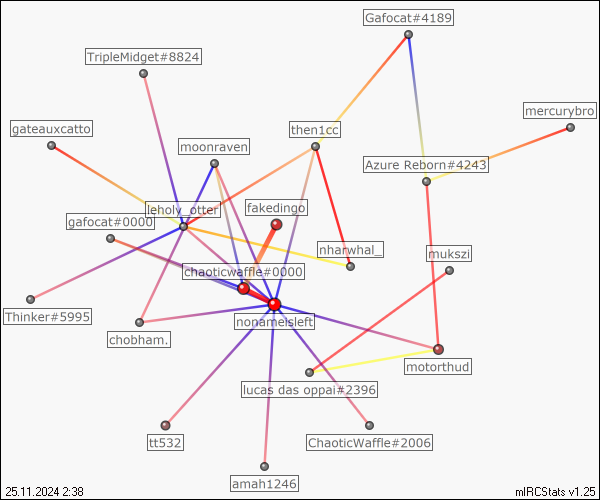 Gafocat#4189
TripleMidget#8824
mercurybro
gateauxcatto
then1cc
moonraven
Azure Reborn#4243
leholy_otter
fakedingo
gafocat#0000
nharwhal_
mukszi
chaoticwaffle#0000
Thinker#5995
nonameisleft
chobham.
motorthud
lucas das oppai#2396
tt532
ChaoticWaffle#2006
amah1246
25.11.2024 2:38
mIRCStats v1.25